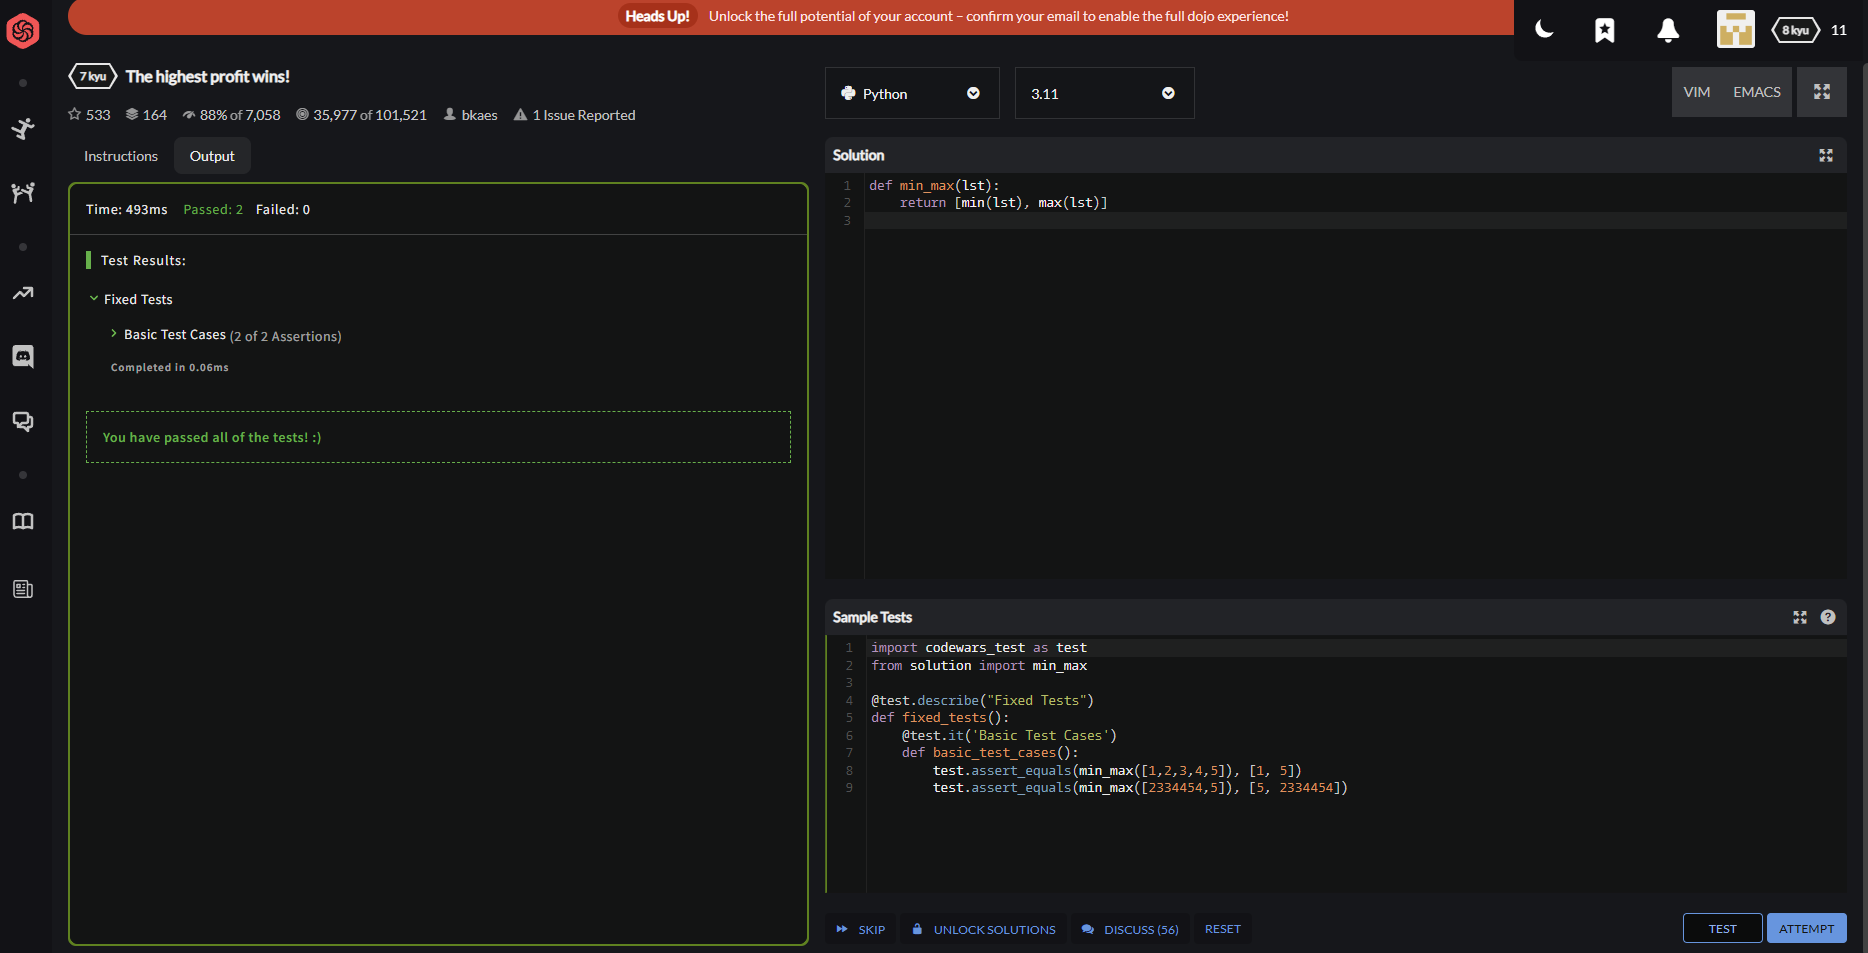 Heads Up! Unlock the full potential of your account – confirm your email to enable the full dojo experience!
8 kyu 11
7 kyu The highest profit wins!
533 164 88% of 7,058 35,977 of 101,521 bkaes 1 Issue Reported
Instructions Output
Time: 493ms Passed: 2 Failed: 0
Test Results:
Fixed Tests
Basic Test Cases (2 of 2 Assertions)
Completed in 0.06ms
You have passed all of the tests! :)
Python 3.11 VIM EMACS
Solution
1 def min_max(lst):
2     return [min(lst), max(lst)]
3
Sample Tests ?
1 import codewars_test as test
2 from solution import min_max
3
4 @test.describe("Fixed Tests")
5 def fixed_tests():
6     @test.it('Basic Test Cases')
7     def basic_test_cases():
8         test.assert_equals(min_max([1,2,3,4,5]), [1, 5])
9         test.assert_equals(min_max([2334454,5]), [5, 2334454])
SKIP UNLOCK SOLUTIONS DISCUSS (56) RESET TEST ATTEMPT